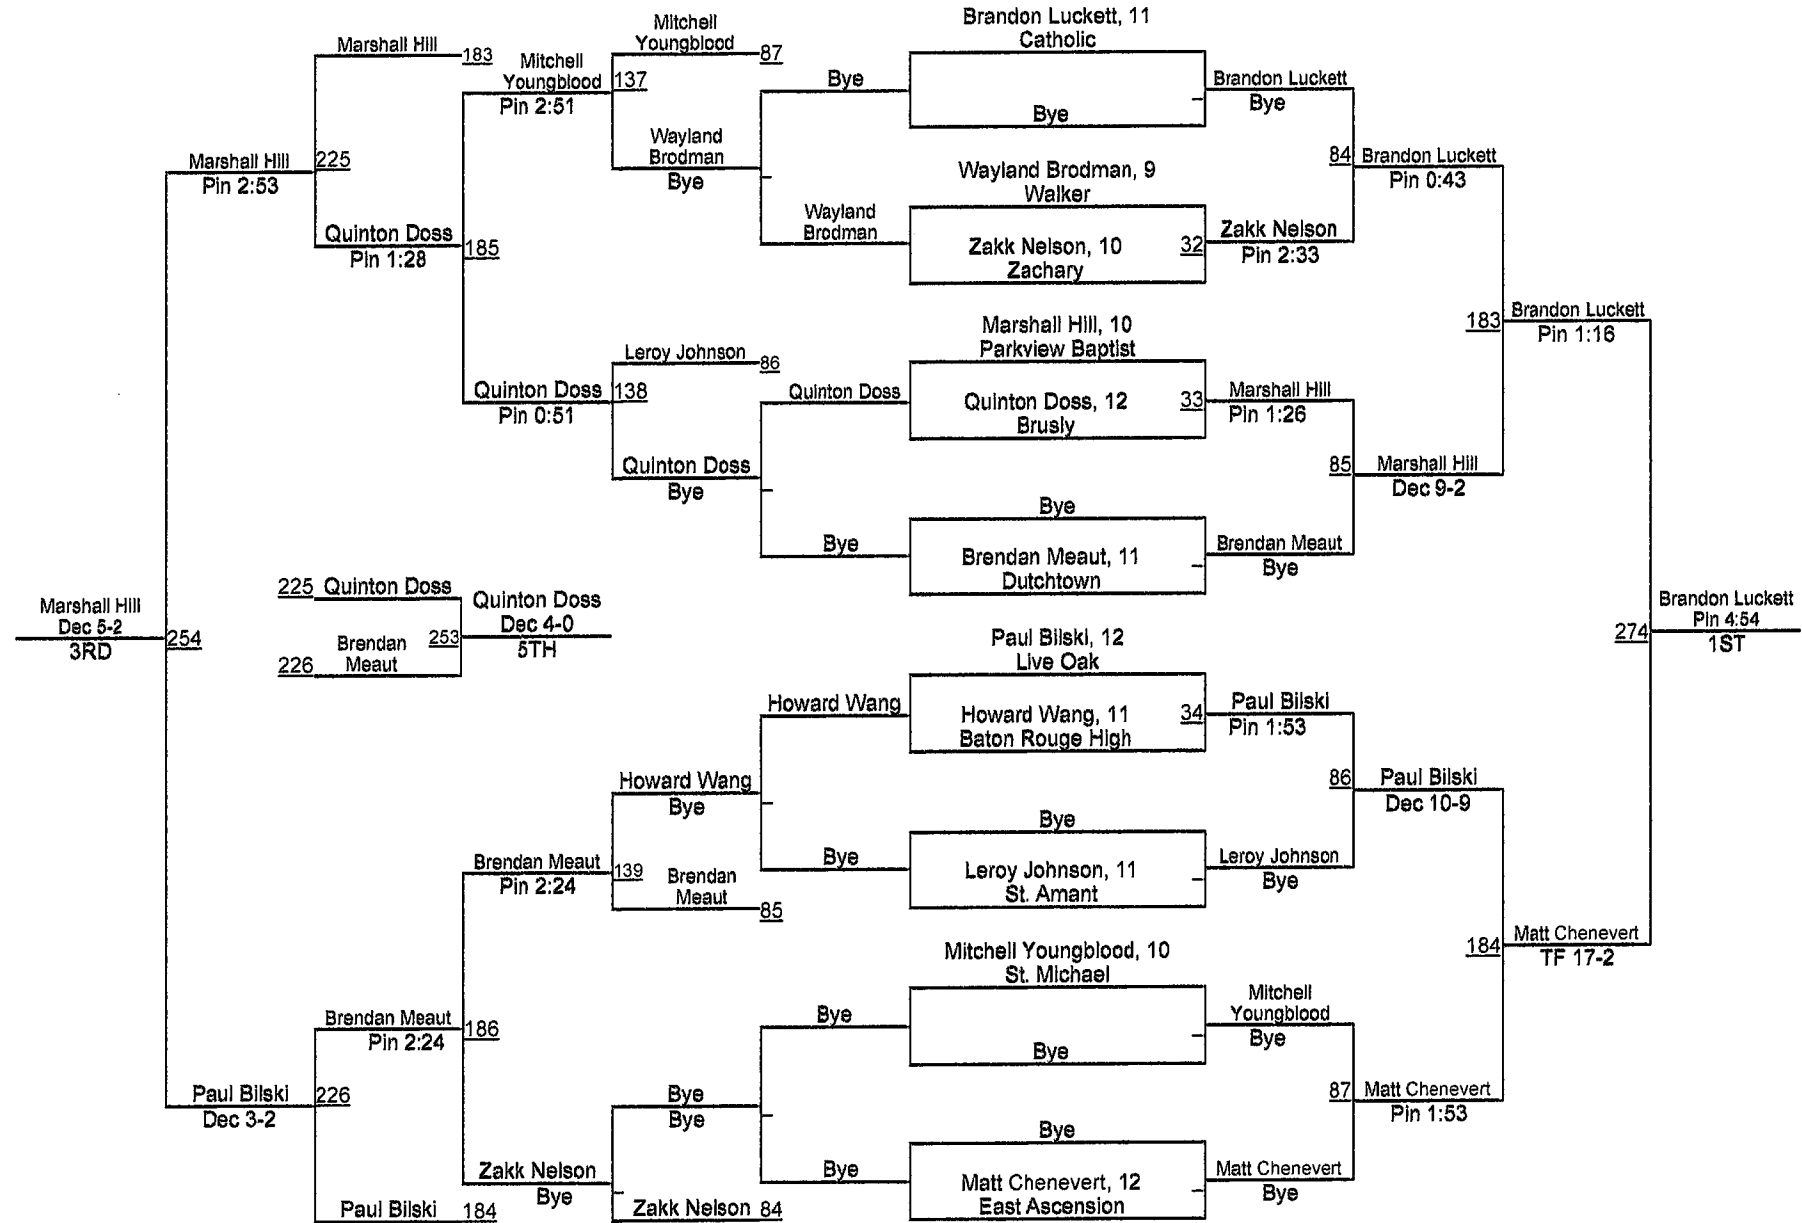 Brandon Luckett, 11
Catholic
Bye
Wayland Brodman, 9
Walker
Zakk Nelson, 10
Zachary
32
Marshall Hill, 10
Parkview Baptist
Quinton Doss, 12
Brusly
33
Bye
Brendan Meaut, 11
Dutchtown
Paul Bilski, 12
Live Oak
Howard Wang, 11
Baton Rouge High
34
Bye
Leroy Johnson, 11
St. Amant
Mitchell Youngblood, 10
St. Michael
Bye
Bye
Matt Chenevert, 12
East Ascension
Brandon Luckett
Bye
Zakk Nelson
Pin 2:33
Marshall Hill
Pin 1:26
Brendan Meaut
Bye
Paul Bilski
Pin 1:53
Leroy Johnson
Bye
Mitchell
Youngblood
Bye
Matt Chenevert
Bye
84
Brandon Luckett
Pin 0:43
85
Marshall Hill
Dec 9-2
86
Paul Bilski
Dec 10-9
87
Matt Chenevert
Pin 1:53
183
Brandon Luckett
Pin 1:16
184
Matt Chenevert
TF 17-2
274
Brandon Luckett
Pin 4:54
1ST
Bye
Wayland
Brodman
Quinton Doss
Bye
Howard Wang
Bye
Bye
Bye
Mitchell
Youngblood
87
Wayland
Brodman
Bye
Leroy Johnson
86
Quinton Doss
Bye
Howard Wang
Bye
Brendan
Meaut
85
Bye
Bye
Zakk Nelson 84
Mitchell
Youngblood
137
Pin 2:51
Quinton Doss
138
Pin 0:51
Brendan Meaut
139
Pin 2:24
Zakk Nelson
Bye
Marshall Hill
183
Quinton Doss
185
Pin 1:28
Brendan Meaut
186
Pin 2:24
Paul Bilski
184
Marshall Hill
225
Pin 2:53
Paul Bilski
226
Dec 3-2
Marshall Hill
Dec 5-2
3RD
254
225 Quinton Doss
226
Brendan
Meaut
253
Quinton Doss
Dec 4-0
5TH